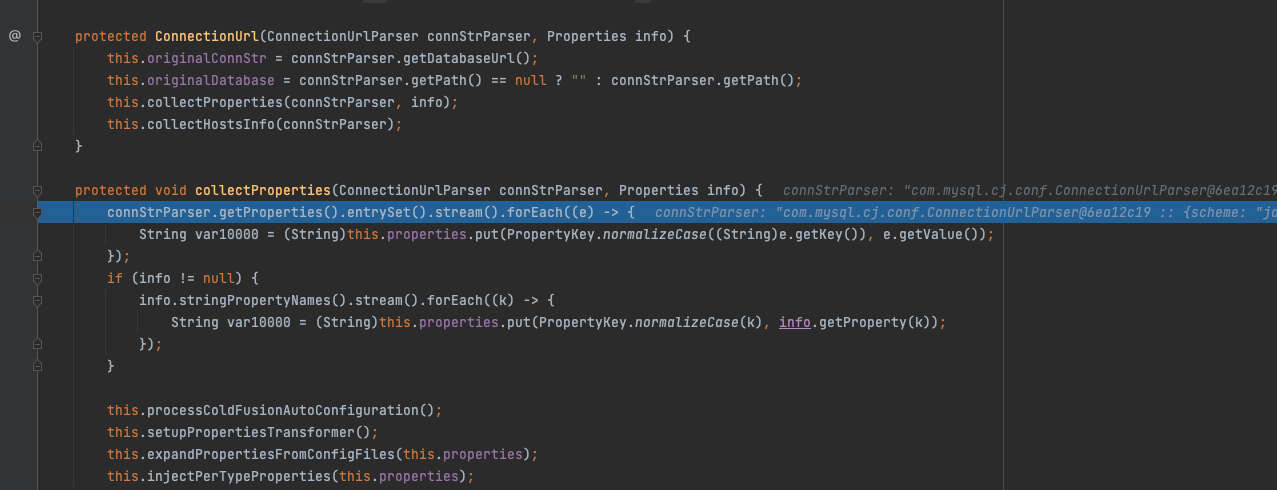 @ protected ConnectionUrl(ConnectionUrlParser connStrParser, Properties info) {
this.originalConnStr = connStrParser.getDatabaseUrl();
this.originalDatabase = connStrParser.getPath() == null ? "" : connStrParser.getPath();
this.collectProperties(connStrParser, info);
this.collectHostsInfo(connStrParser);
}
protected void collectProperties(ConnectionUrlParser connStrParser, Properties info) { connStrParser: "com.mysql.cj.conf.ConnectionUrlParser@6ea12c19
connStrParser.getProperties().entrySet().stream().forEach((e) -> { connStrParser: "com.mysql.cj.conf.ConnectionUrlParser@6ea12c19 :: {scheme: "jd
String var10000 = (String)this.properties.put(PropertyKey.normalizeCase((String)e.getKey()), e.getValue());
});
if (info != null) {
info.stringPropertyNames().stream().forEach((k) -> {
String var10000 = (String)this.properties.put(PropertyKey.normalizeCase(k), info.getProperty(k));
});
}
this.processColdFusionAutoConfiguration();
this.setupPropertiesTransformer();
this.expandPropertiesFromConfigFiles(this.properties);
this.injectPerTypeProperties(this.properties);